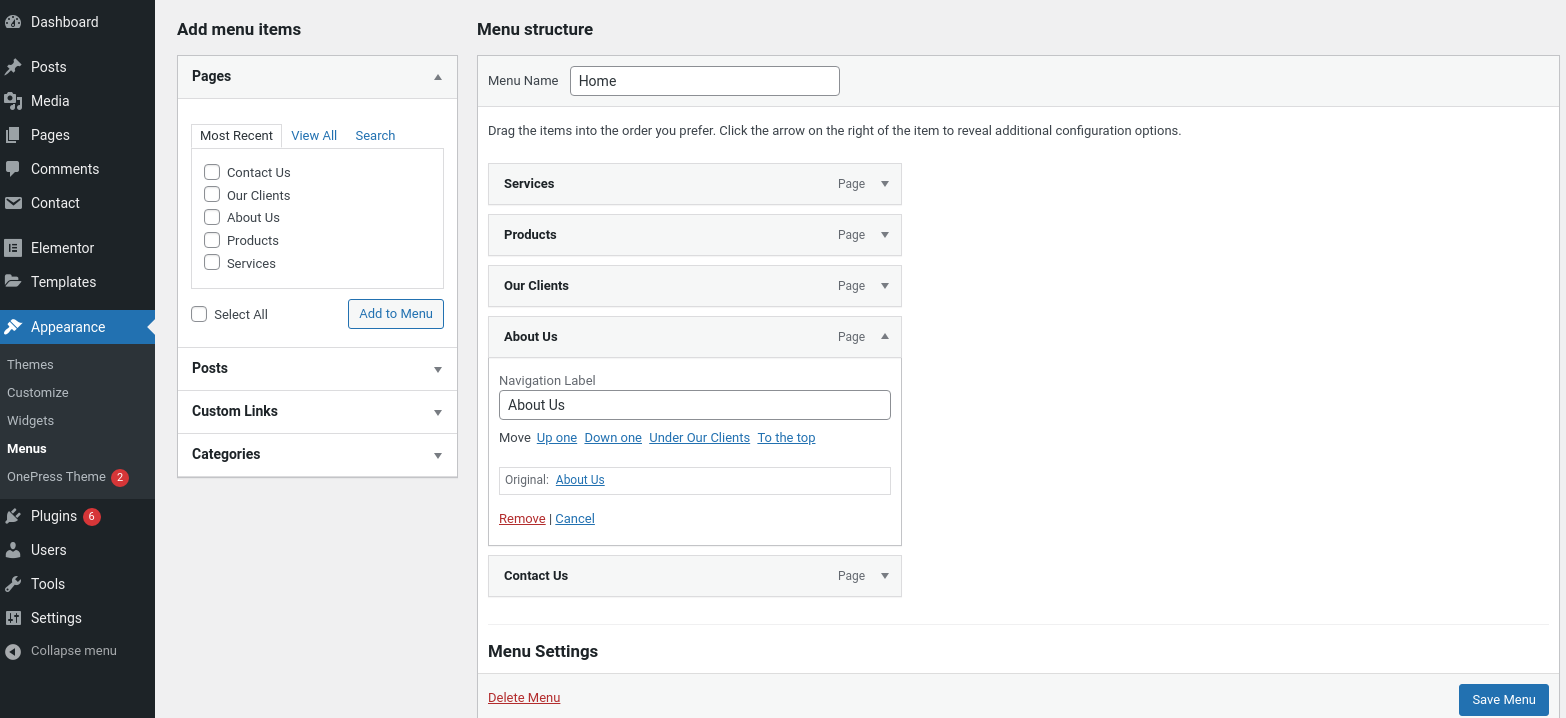 Dashboard
Posts
Media
Pages
Comments
Contact
Elementor
Templates
Appearance
Themes
Customize
Widgets
Menus
OnePress Theme 2
Plugins 6
Users
Tools
Settings
Collapse menu
Add menu items
Pages
Most Recent View All Search
Contact Us
Our Clients
About Us
Products
Services
Select All Add to Menu
Posts
Custom Links
Categories
Menu structure
Menu Name Home
Drag the items into the order you prefer. Click the arrow on the right of the item to reveal additional configuration options.
Services Page
Products Page
Our Clients Page
About Us Page
Navigation Label
About Us
Move Up one Down one Under Our Clients To the top
Original: About Us
Remove | Cancel
Contact Us Page
Menu Settings
Delete Menu Save Menu